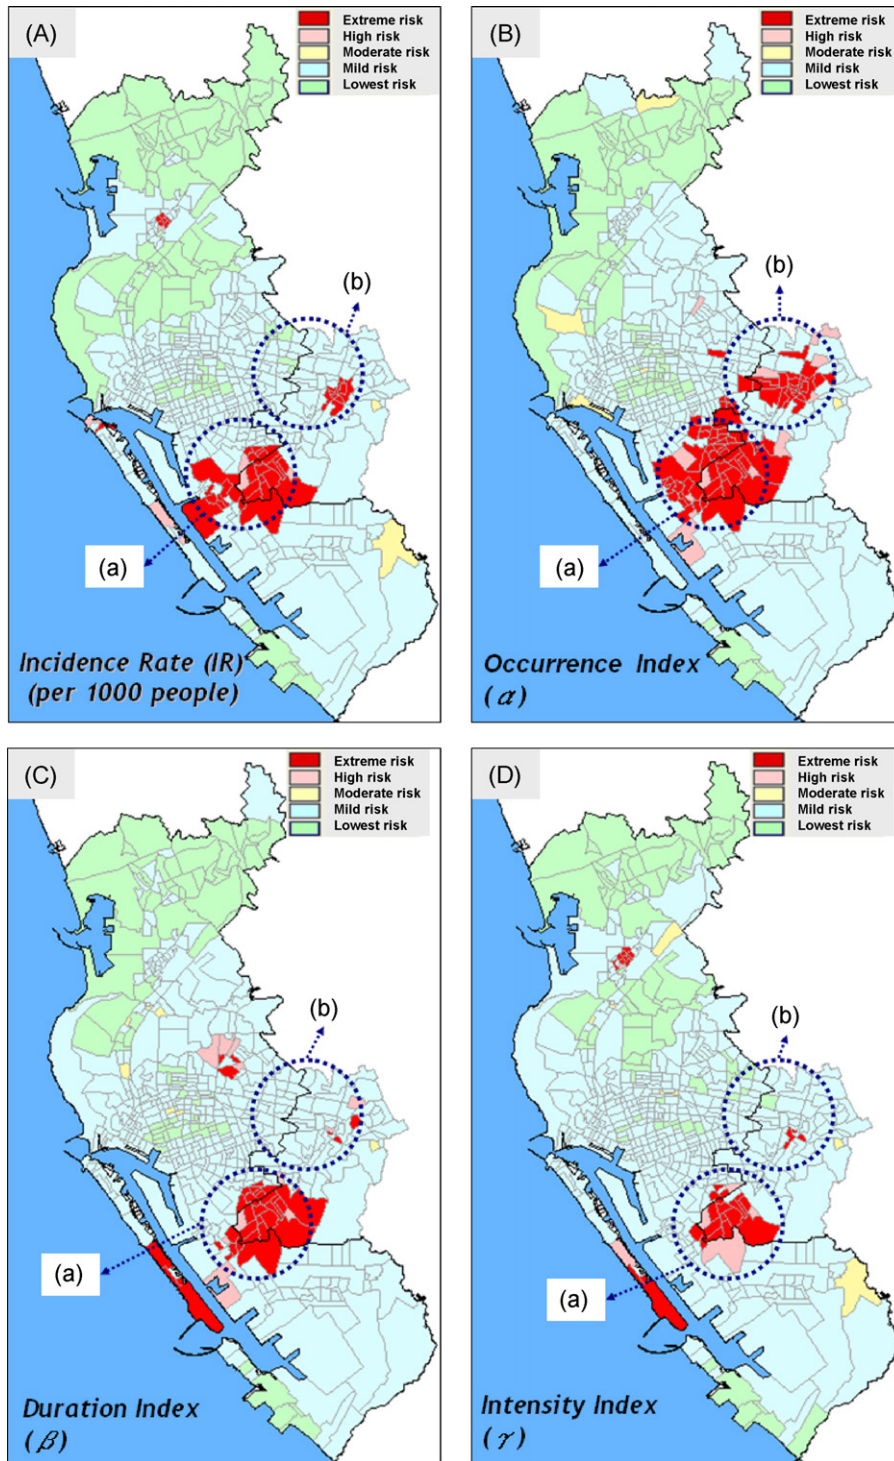 (A)
Extreme risk
High risk
Moderate risk
Mild risk
Lowest risk
(b)
(a)
Incidence Rate (IR)
(per 1000 people)
(B)
Extreme risk
High risk
Moderate risk
Mild risk
Lowest risk
(b)
(a)
Occurrence Index
(α)
(C)
Extreme risk
High risk
Moderate risk
Mild risk
Lowest risk
(b)
(a)
Duration Index
(β)
(D)
Extreme risk
High risk
Moderate risk
Mild risk
Lowest risk
(b)
(a)
Intensity Index
(γ)